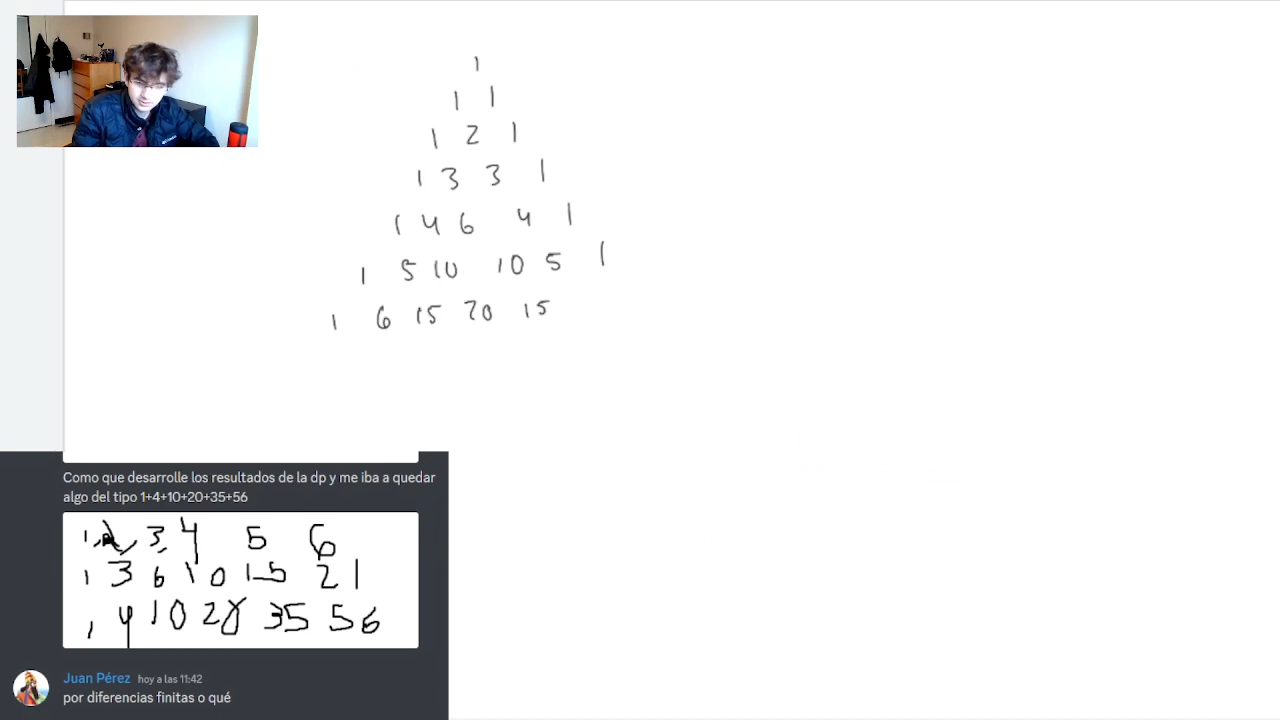 1
1 1
1 2 1
1 3 3 1
1 4 6 4 1
1 5 10 10 5 1
1 6 15 20 15
Como que desarrolle los resultados de la dp y me iba a quedar
algo del tipo 1+4+10+20+35+56
1, 2, 3, 4 5 6
1 3 6 10 15 21
1 4 10 20 35 56
Juan Pérez hoy a las 11:42
por diferencias finitas o qué